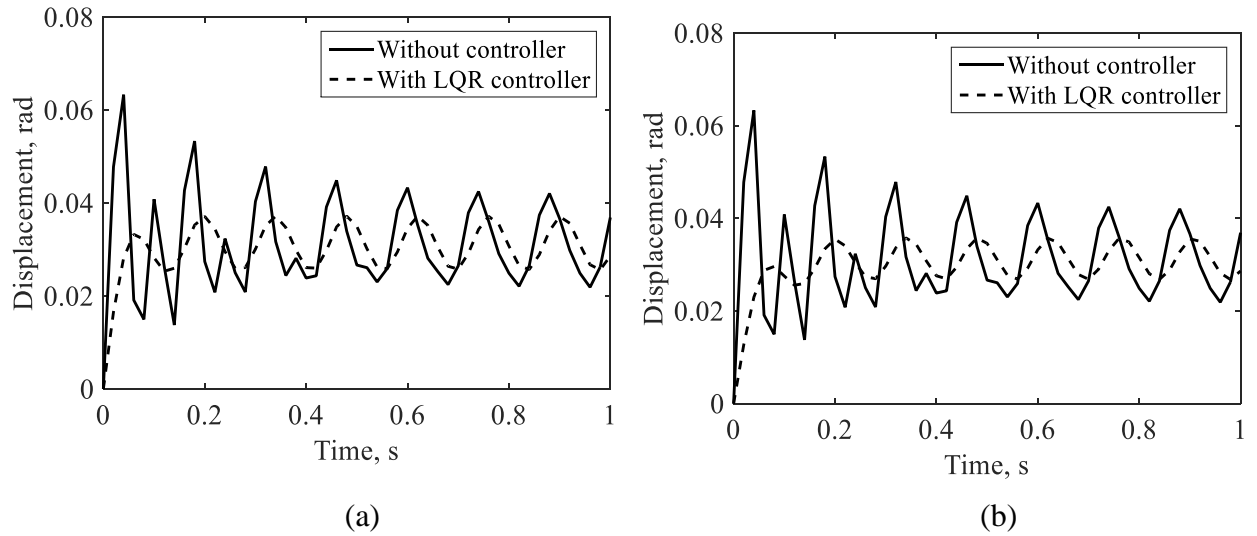 0.08
0.06
0.04
0.02
0
Displacement, rad
Without controller
With LQR controller
0 0.2 0.4 0.6 0.8 1
Time, s
(a)
0.08
0.06
0.04
0.02
0
Displacement, rad
Without controller
With LQR controller
0 0.2 0.4 0.6 0.8 1
Time, s
(b)